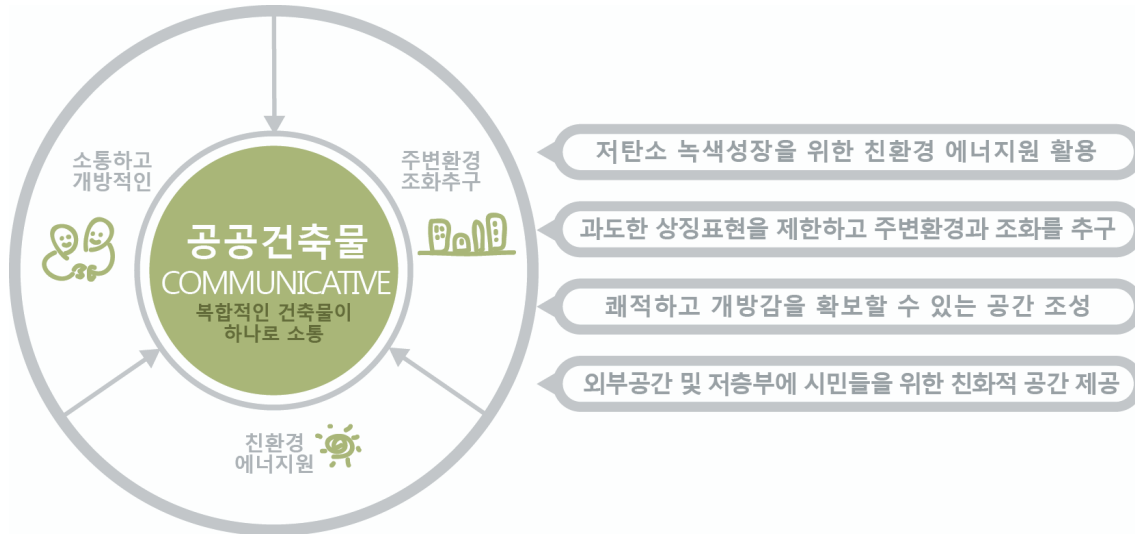 소통하고
개방적인
주변환경
조화추구
공공건축물
COMMUNICATIVE
복합적인 건축물이
하나로 소통
친환경
에너지원
저탄소 녹색성장을 위한 친환경 에너지원 활용
과도한 상징표현을 제한하고 주변환경과 조화를 추구
쾌적하고 개방감을 확보할 수 있는 공간 조성
외부공간 및 저층부에 시민들을 위한 친화적 공간 제공